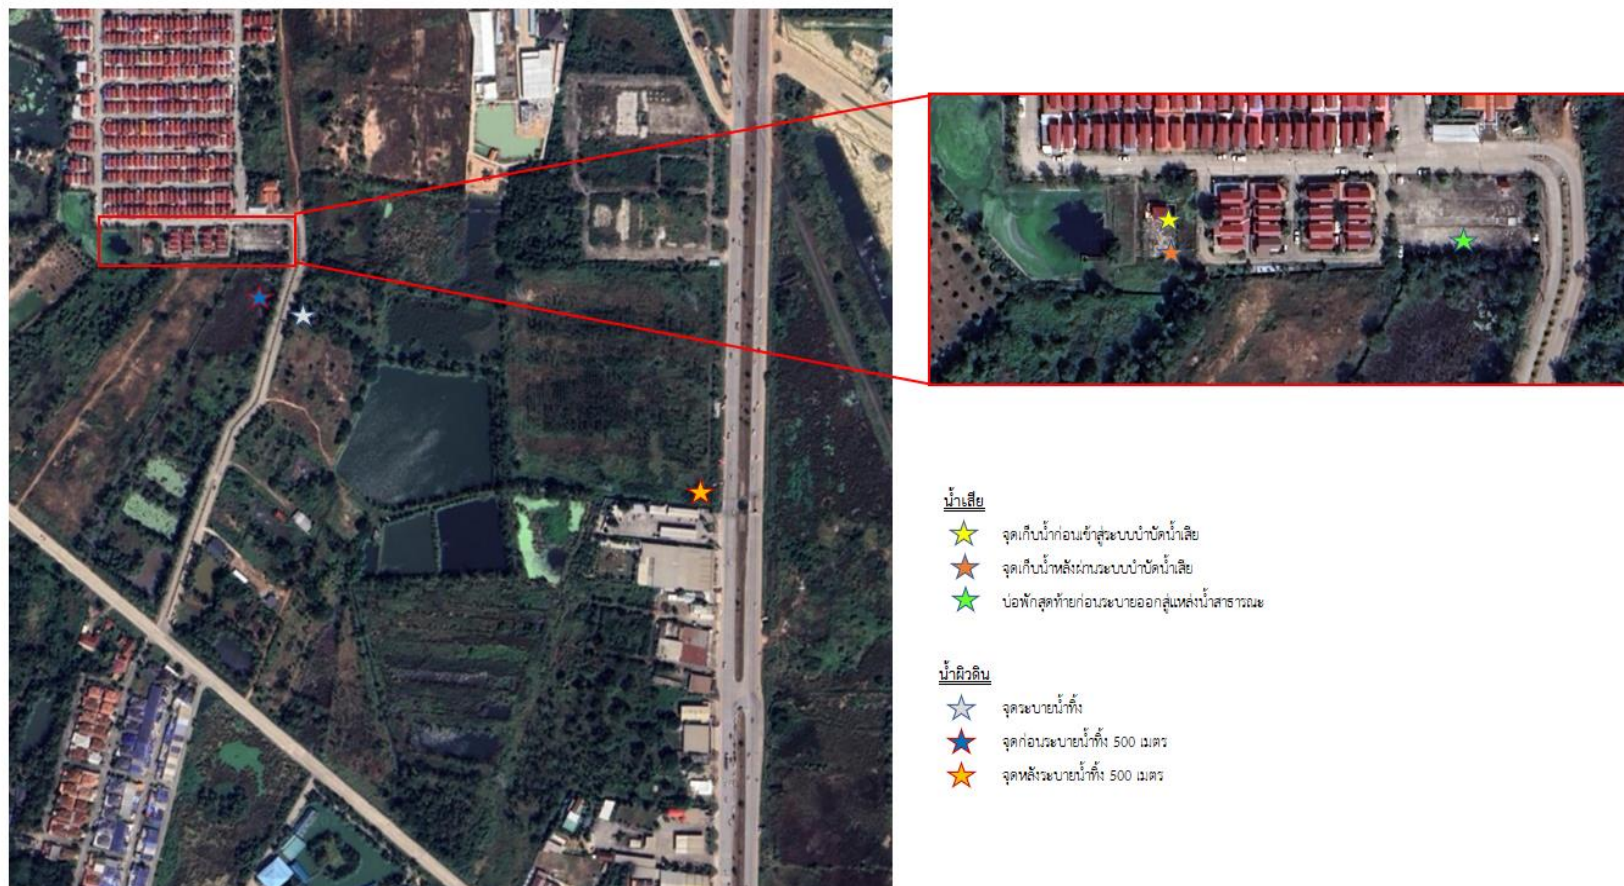 น้ำเสีย
จุดเก็บน้ำก่อนเข้าสู่ระบบบำบัดน้ำเสีย
จุดเก็บน้ำหลังผ่านระบบบำบัดน้ำเสีย
บ่อพักสุดท้ายก่อนระบายออกสู่แหล่งน้ำสาธารณะ
น้ำผิวดิน
จุดระบายน้ำทิ้ง
จุดก่อนระบายน้ำทิ้ง 500 เมตร
จุดหลังระบายน้ำทิ้ง 500 เมตร